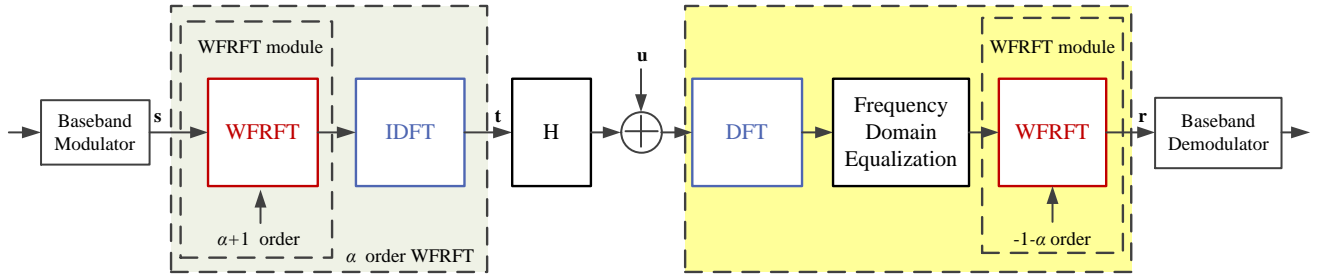 Baseband
Modulator
s
WFRFT module
WFRFT
α+1 order
IDFT
α order WFRFT
t
H
u
DFT
Frequency
Domain
Equalization
WFRFT module
WFRFT
-1-α order
r
Baseband
Demodulator